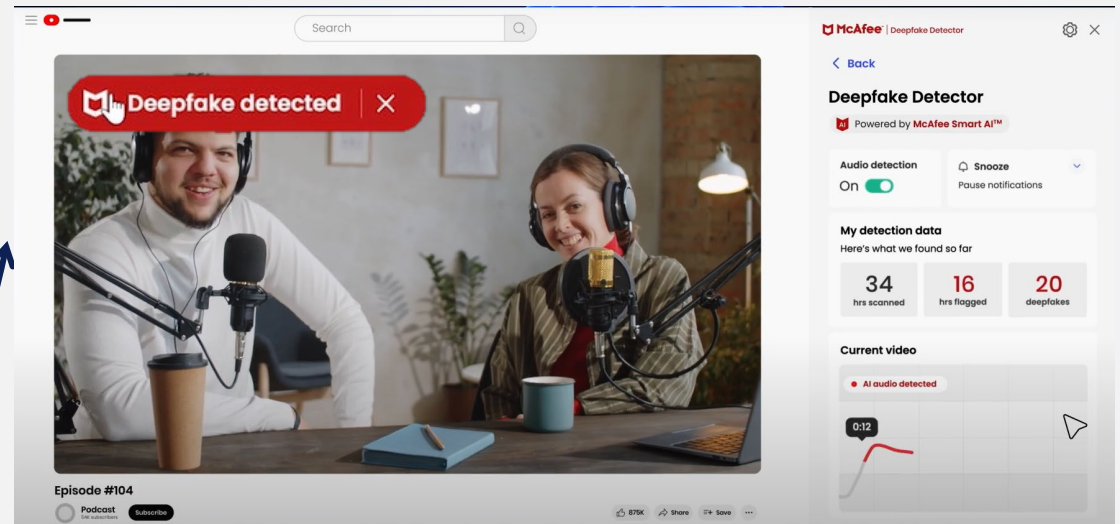 Search
Deepfake detected
Episode #104
Podcast
Subscribe
875K
Share
Save
McAfee | Deepfake Detector
Back
Deepfake Detector
AI Powered by McAfee Smart AI™
Audio detection
On
Snooze
Pause notifications
My detection data
Here's what we found so far
34
hrs scanned
16
hrs flagged
20
deepfakes
Current video
AI audio detected
0:12